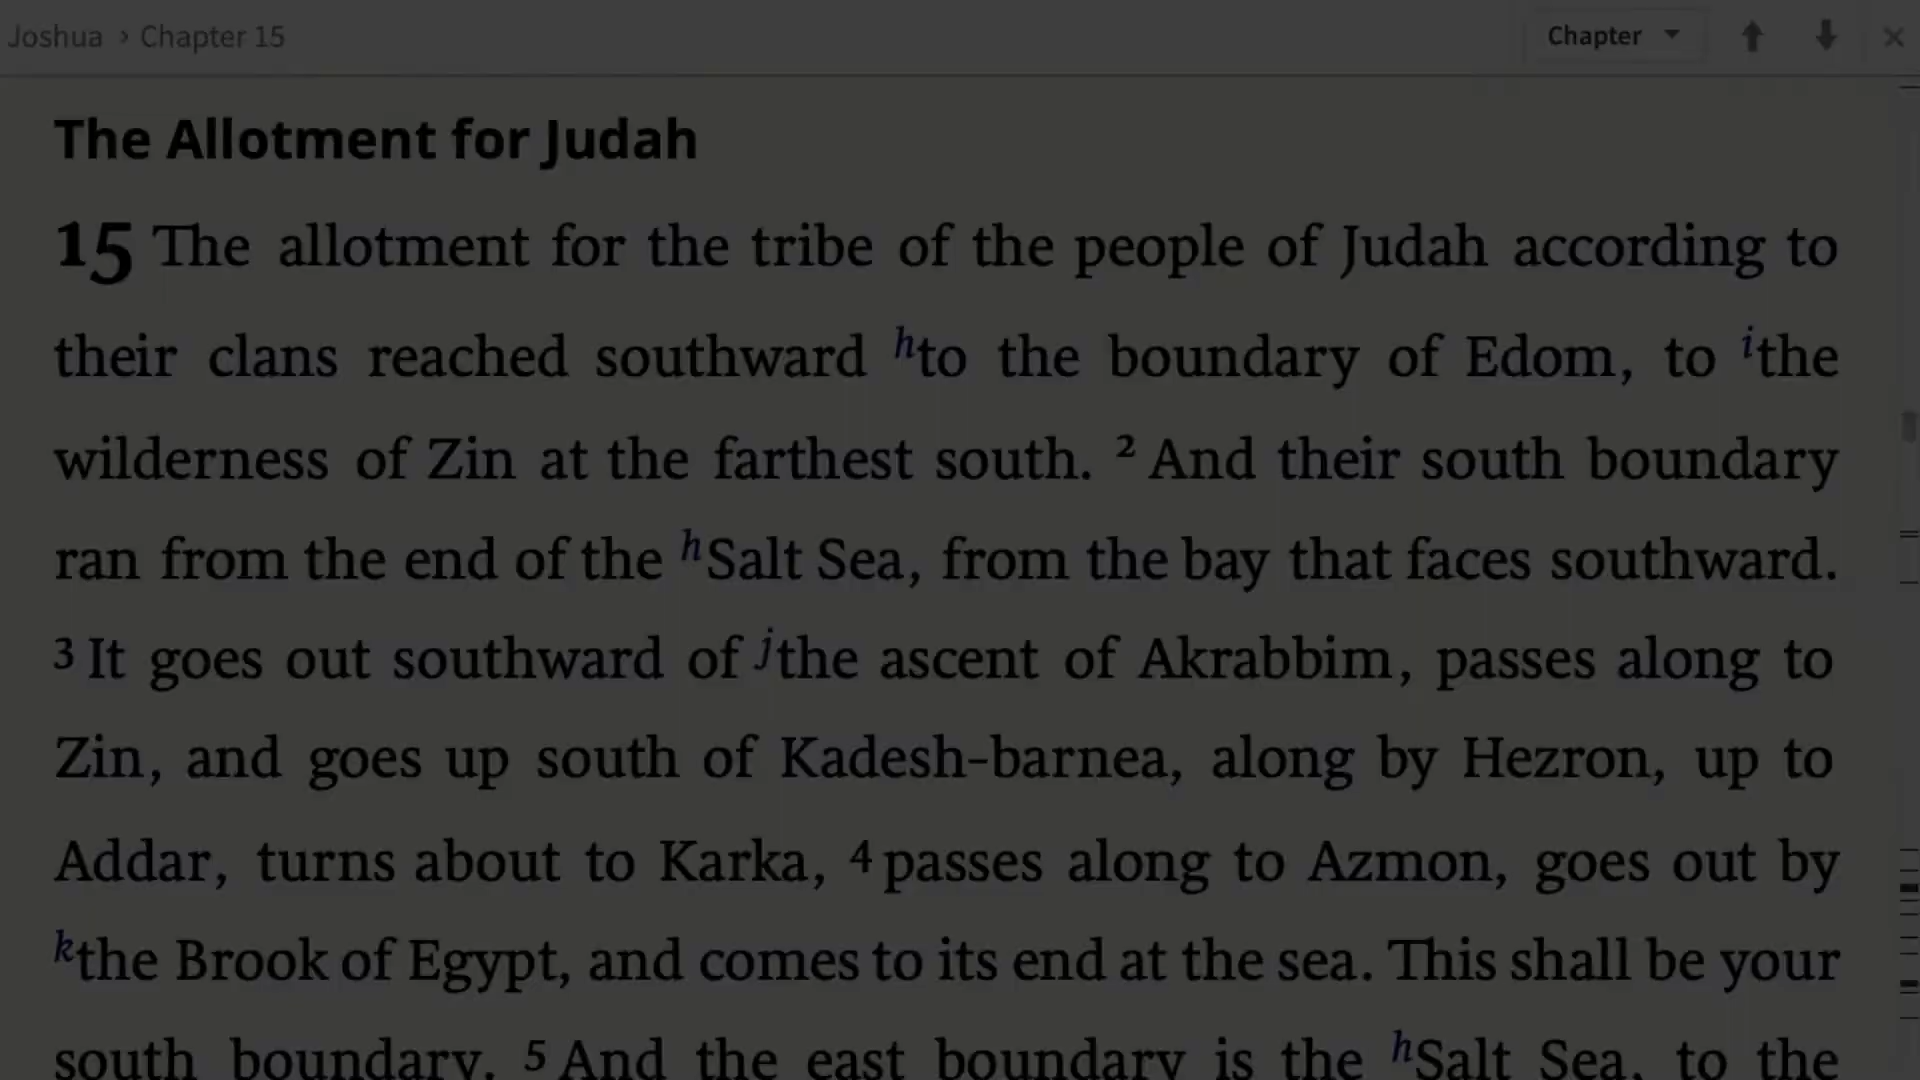 Joshua › Chapter 15
Chapter
The Allotment for Judah
15 The allotment for the tribe of the people of Judah according to
their clans reached southward hto the boundary of Edom, to ithe
wilderness of Zin at the farthest south. 2 And their south boundary
ran from the end of the hSalt Sea, from the bay that faces southward.
3 It goes out southward of jthe ascent of Akrabbim, passes along to
Zin, and goes up south of Kadesh-barnea, along by Hezron, up to
Addar, turns about to Karka, 4 passes along to Azmon, goes out by
kthe Brook of Egypt, and comes to its end at the sea. This shall be your
south boundary. 5 And the east boundary is the hSalt Sea, to the